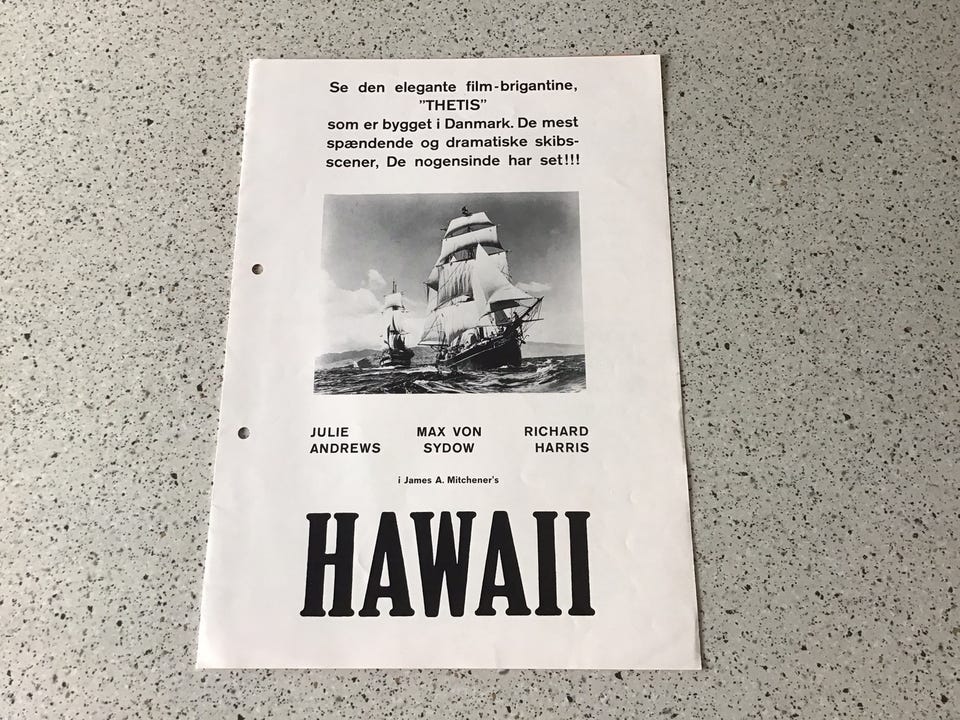 Se den elegante film-brigantine,
"THETIS"
som er bygget i Danmark. De mest
spændende og dramatiske skibs-
scener, De nogensinde har set!!!
JULIE ANDREWS
MAX VON SYDOW
RICHARD HARRIS
i James A. Mitchener's
HAWAII